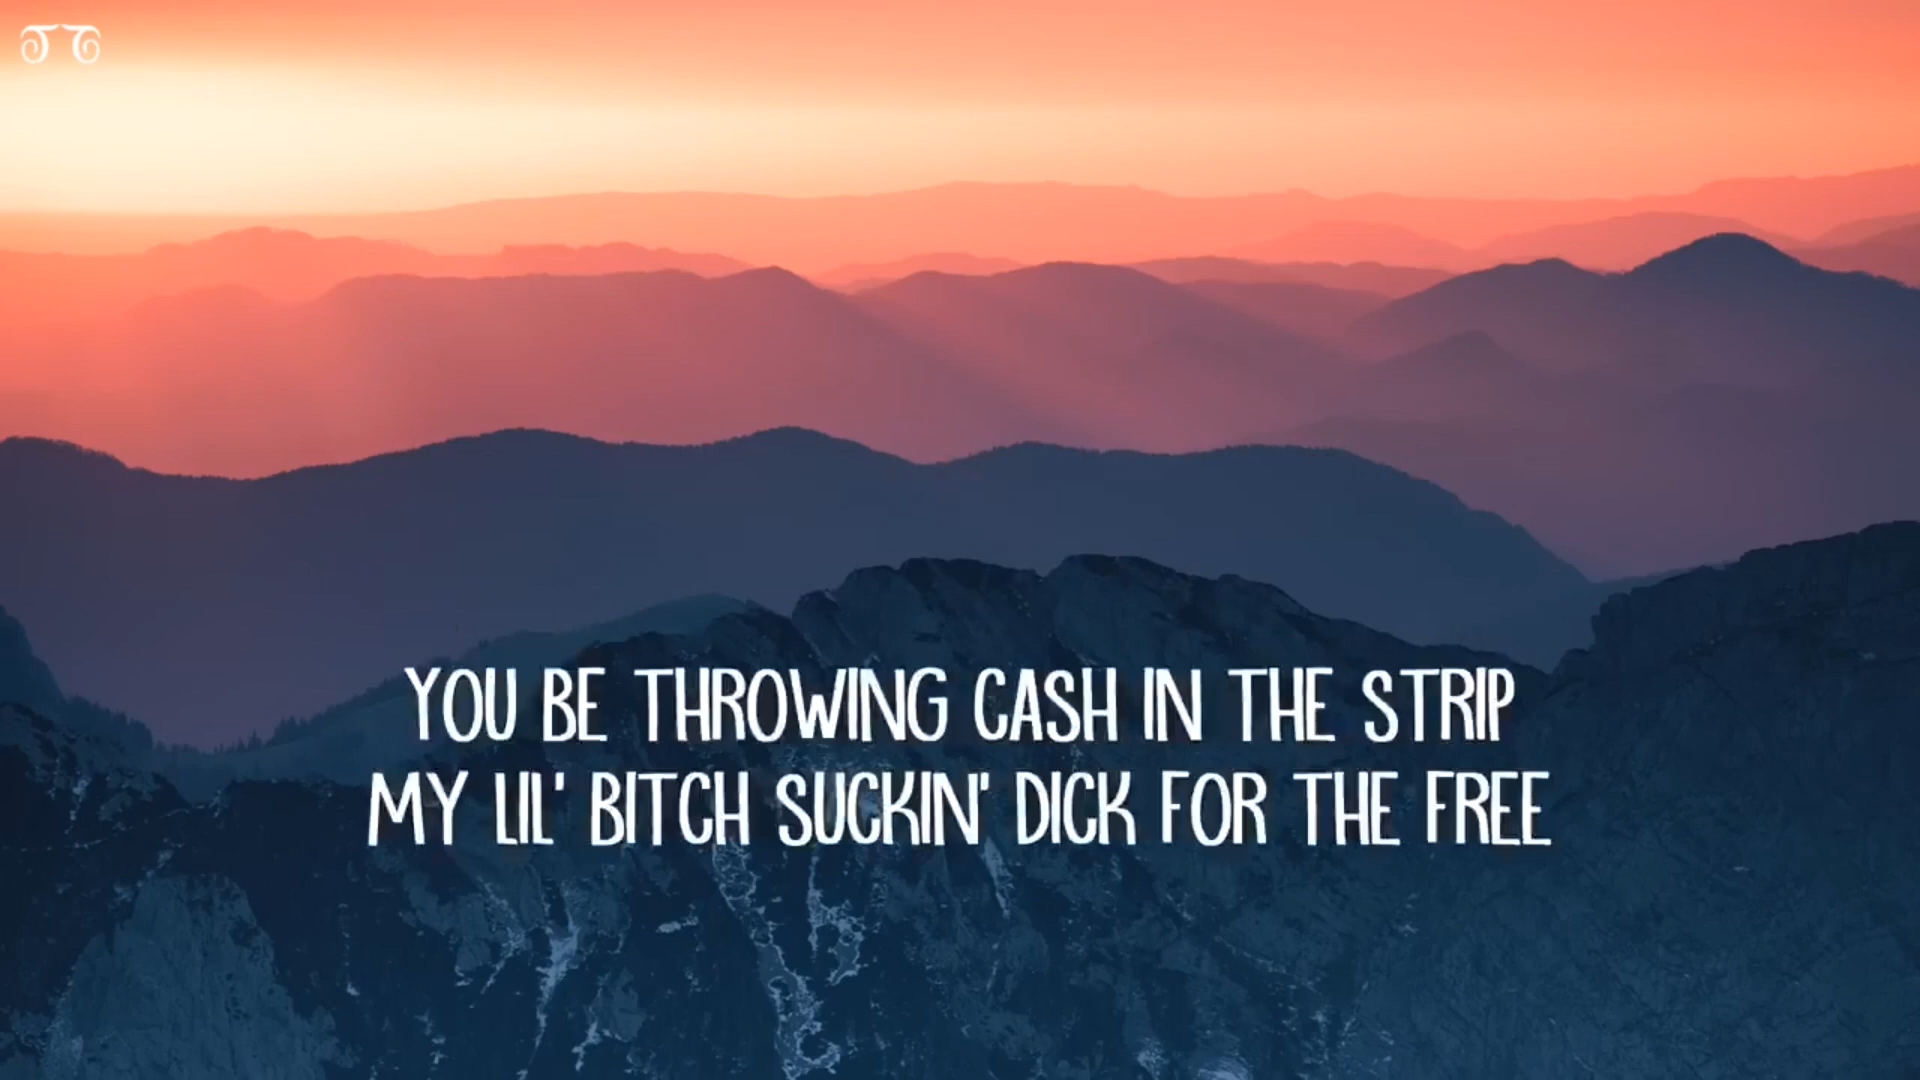 YOU BE THROWING CASH IN THE STRIP
MY LIL' BITCH SUCKIN' DICK FOR THE FREE